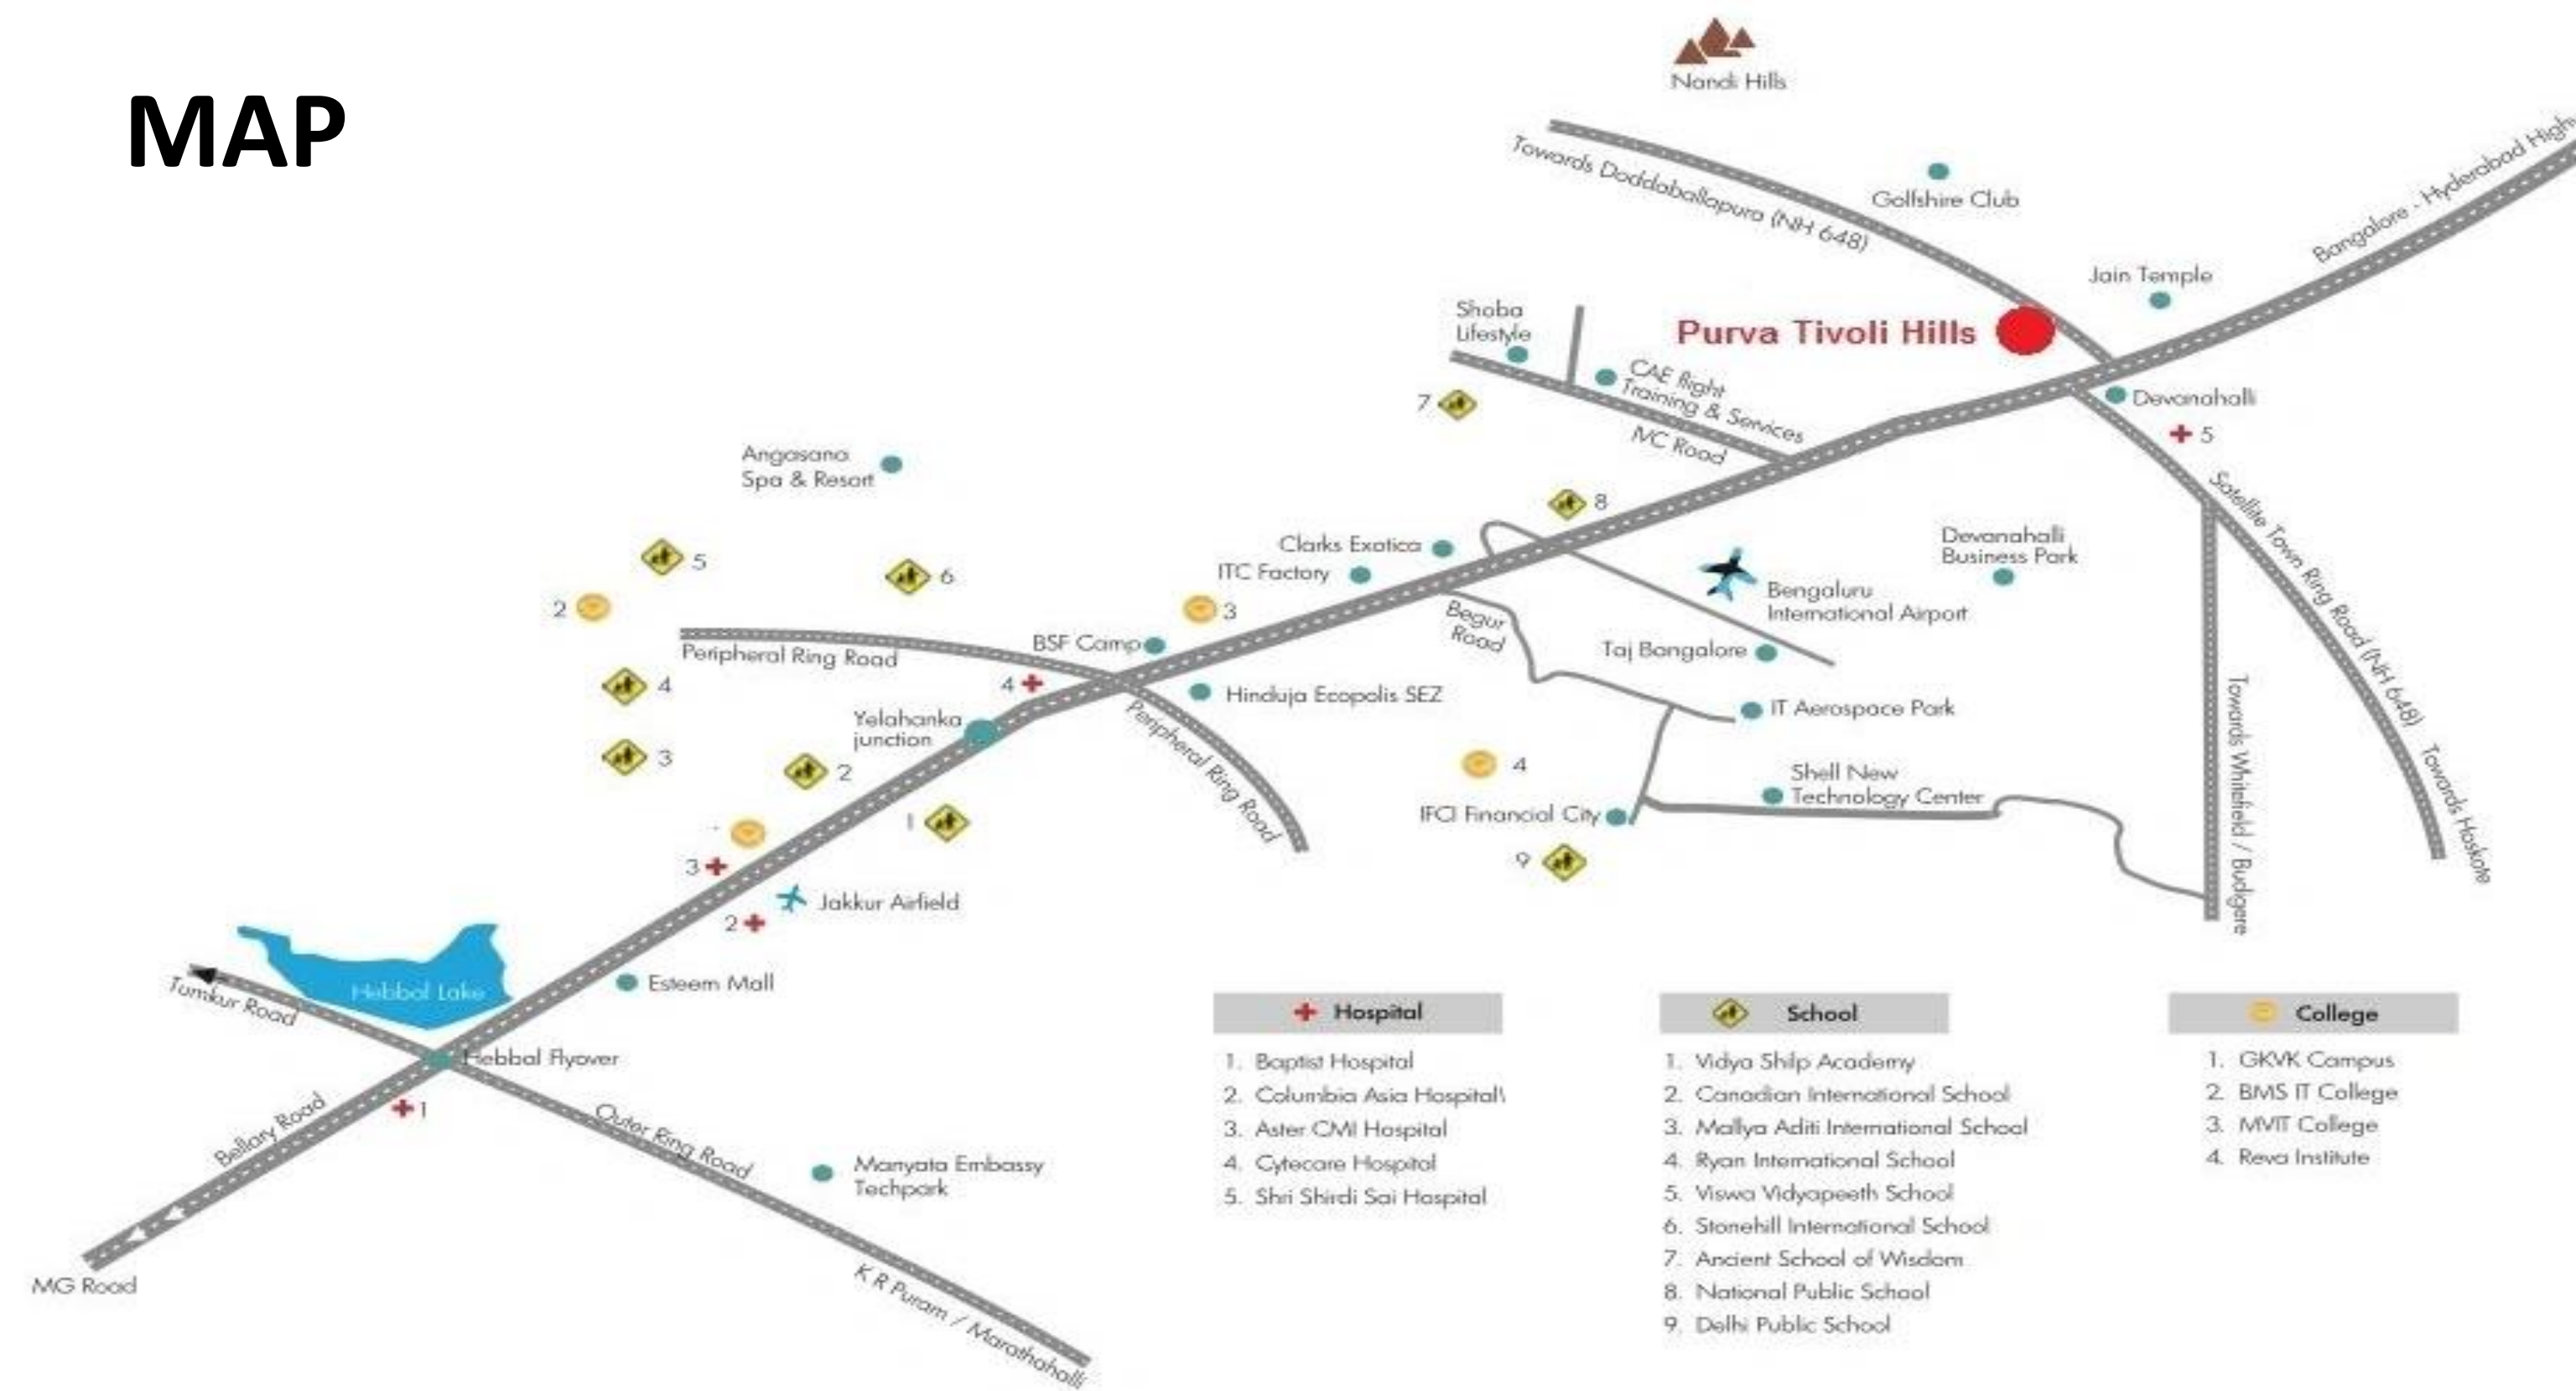 MAP
Nandi Hills
Towards Doddaballapura (NH 648)
Golfshire Club
Bangalore - Hyderabad
Jain Temple
Shoba
Lifestyle
Purva Tivoli Hills
CAE flight
Training & Services
7
Devanahalli
5
IVC Road
Angasana
Spa & Resort
8
Satellite Town Ring Road (NH 648)
Towards Hoskote
Clarks Exotica
ITC Factory
Devanahalli
Business Park
5
6
2
3
Bengaluru
International Airport
Begur
Road
BSF Camp
Peripheral Ring Road
Taj Bangalore
4
4
Hinduja Ecopolis SEZ
IT Aerospace Park
Yelahanka
junction
Peripheral Ring Road
Towards Whitefield / Budigere
3
2
4
Shell New
Technology Center
1
IFCI Financial City
3
9
2
Jakkur Airfield
Esteem Mall
Hebbal Lake
Tumkur Road
Hebbal Flyover
1
Bellary Road
Outer Ring Road
Manyata Embassy
Techpark
MG Road
K R Puram / Marathahalli
Hospital
1. Baptist Hospital
2. Columbia Asia Hospital\
3. Aster CMI Hospital
4. Cytecare Hospital
5. Shri Shirdi Sai Hospital
School
1. Vidya Shilp Academy
2. Canadian International School
3. Mallya Aditi International School
4. Ryan International School
5. Viswa Vidyapeeth School
6. Stonehill International School
7. Ancient School of Wisdom
8. National Public School
9. Delhi Public School
College
1. GKVK Campus
2. BMS IT College
3. MVIT College
4. Reva Institute